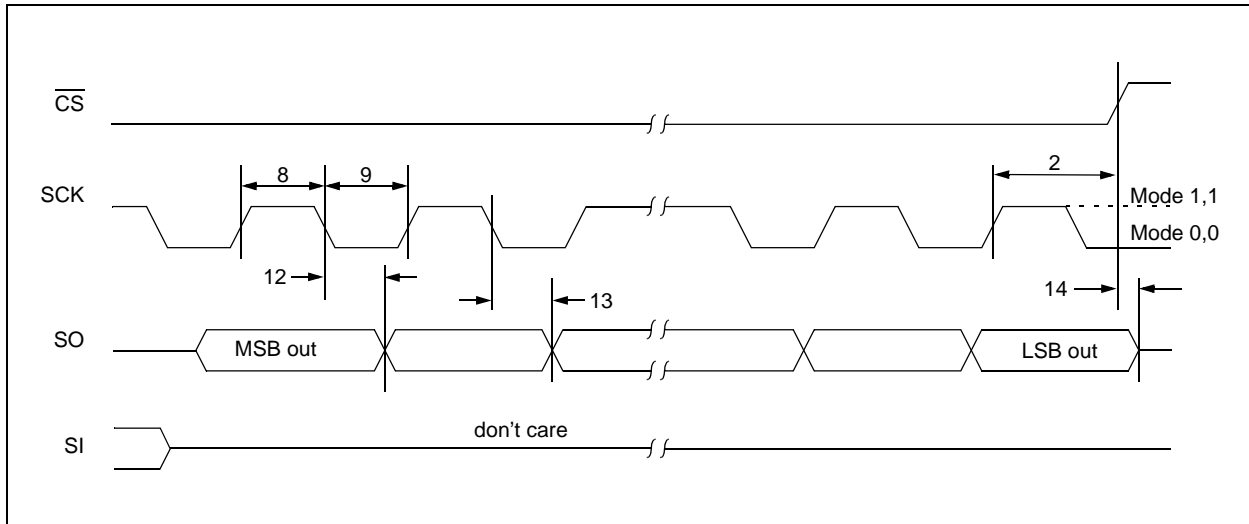 C̅S̅
2
8
9
SCK
Mode 1,1
Mode 0,0
12
13
14
SO
MSB out
LSB out
don't care
SI